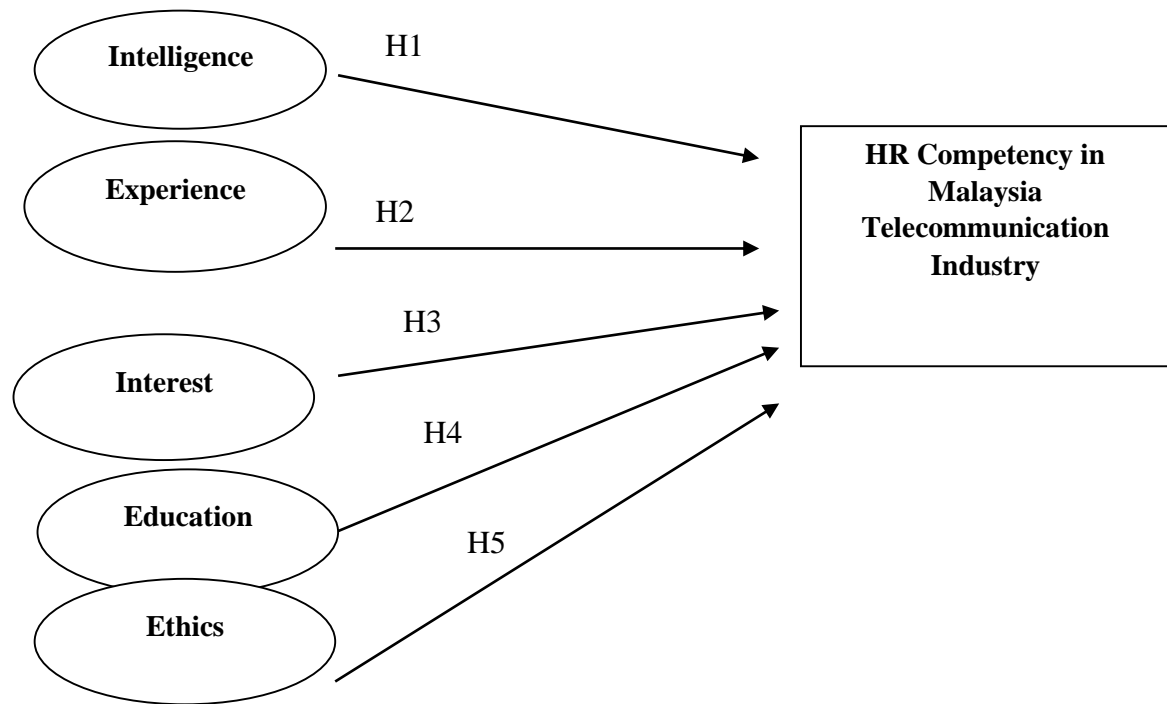 Intelligence
H1
Experience
H2
HR Competency in
Malaysia
Telecommunication
Industry
Interest
H3
Education
H4
Ethics
H5